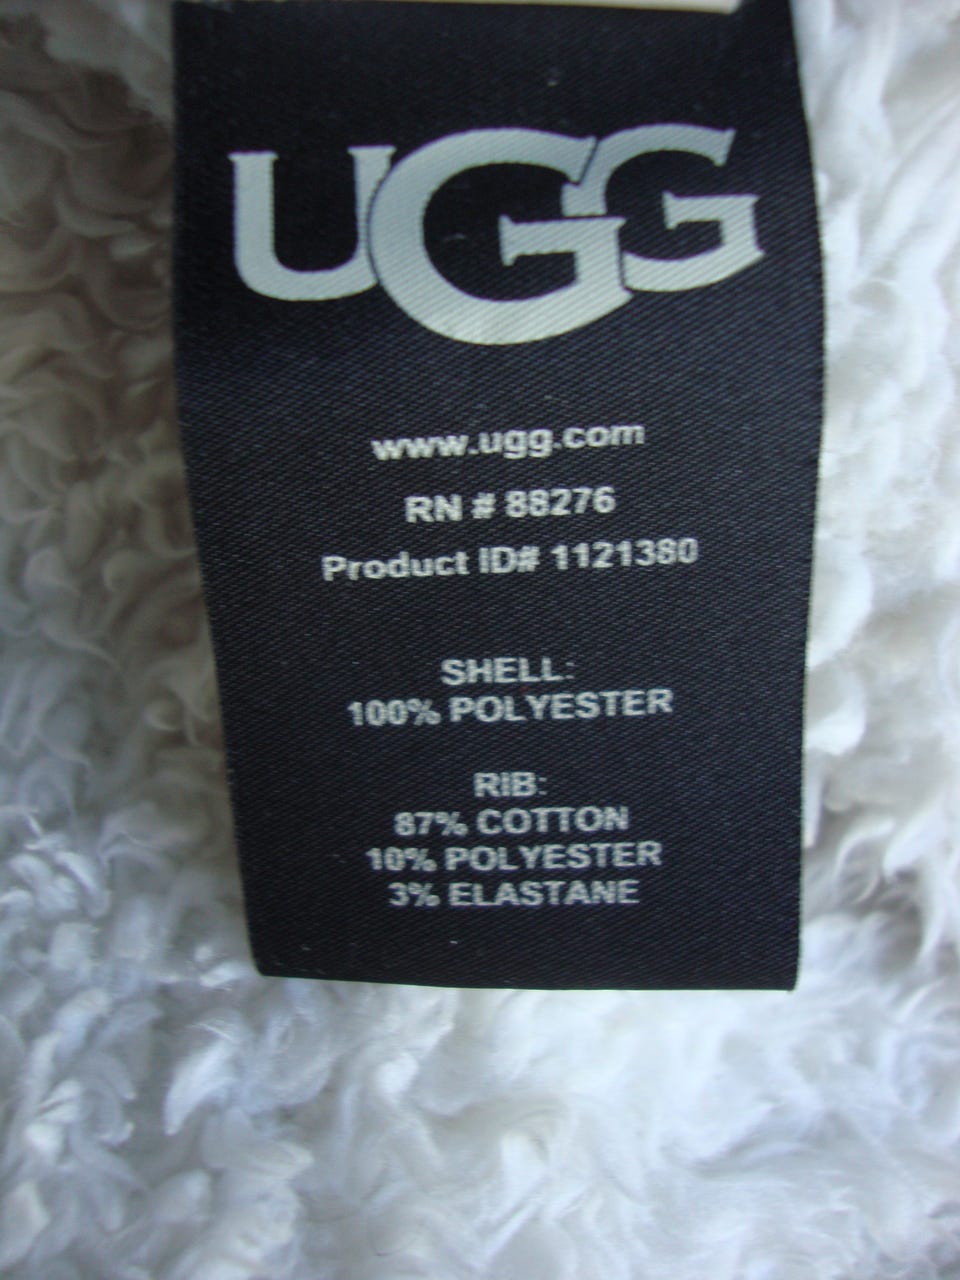 UGG
www.ugg.com
RN # 88276
Product ID# 1121380
SHELL:
100% POLYESTER
RIB:
87% COTTON
10% POLYESTER
3% ELASTANE